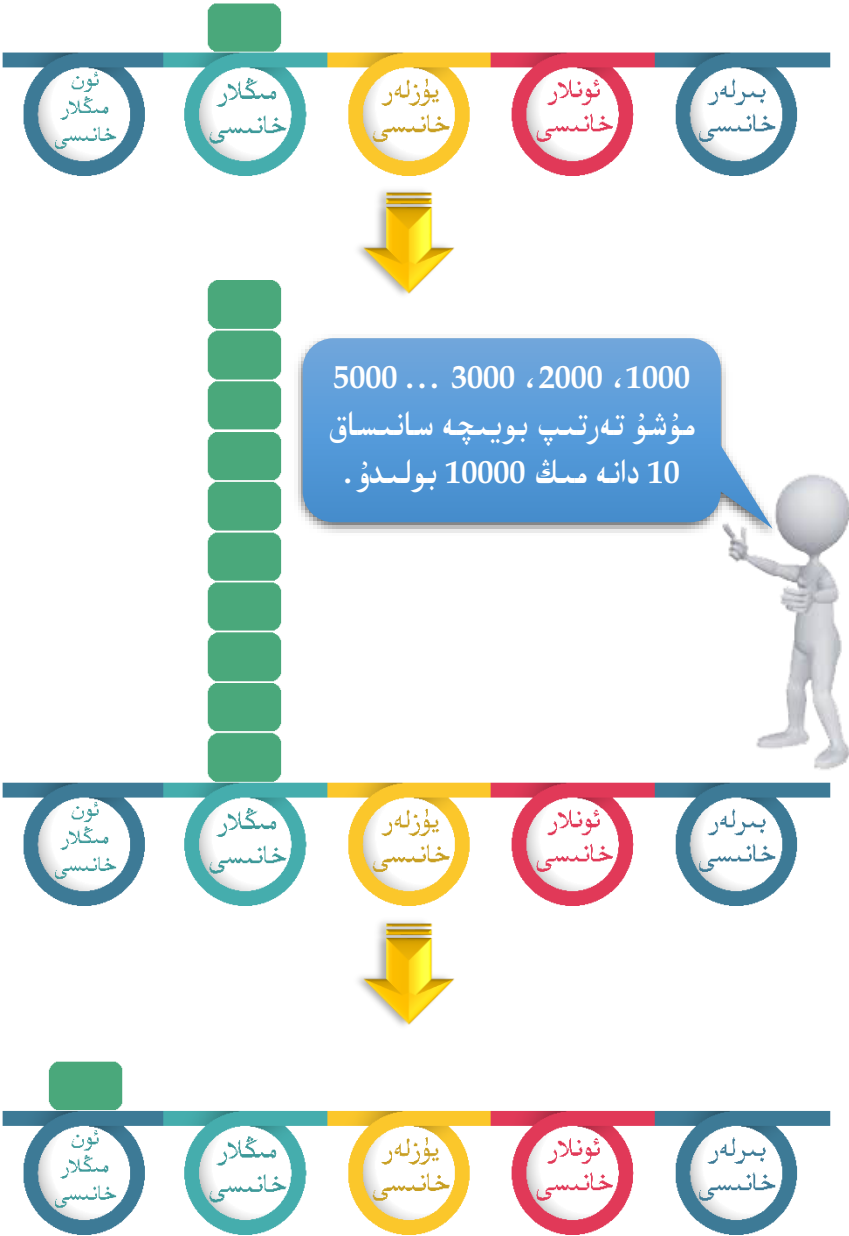 بىرلەر
خانىسى
ئونلار
خانىسى
يۈزلەر
خانىسى
مىڭلار
خانىسى
ئون
مىڭلار
خانىسى
1000، 2000، 3000 ... 5000
مۇشۇ تەرتىپ بويىچە سانىساق
10 دانە مىڭ 10000 بولىدۇ.
بىرلەر
خانىسى
ئونلار
خانىسى
يۈزلەر
خانىسى
مىڭلار
خانىسى
ئون
مىڭلار
خانىسى
بىرلەر
خانىسى
ئونلار
خانىسى
يۈزلەر
خانىسى
مىڭلار
خانىسى
ئون
مىڭلار
خانىسى